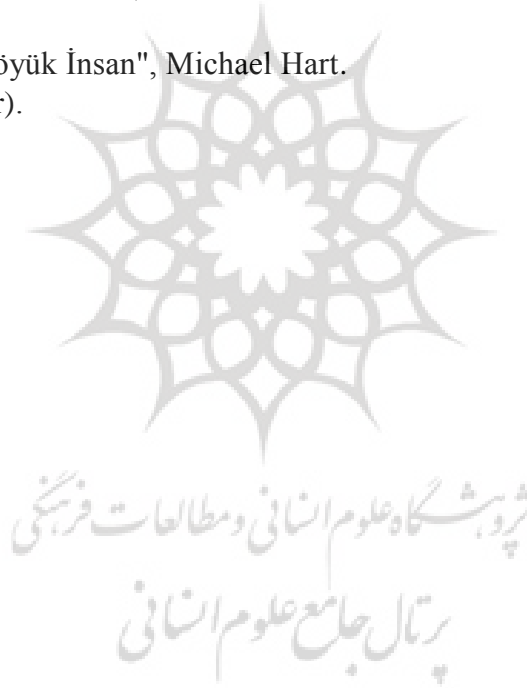 öyük İnsan", Michael Hart.
r).
پژوهشگاه علوم انسانی و مطالعات فرهنگی
پرتال جامع علوم انسانی